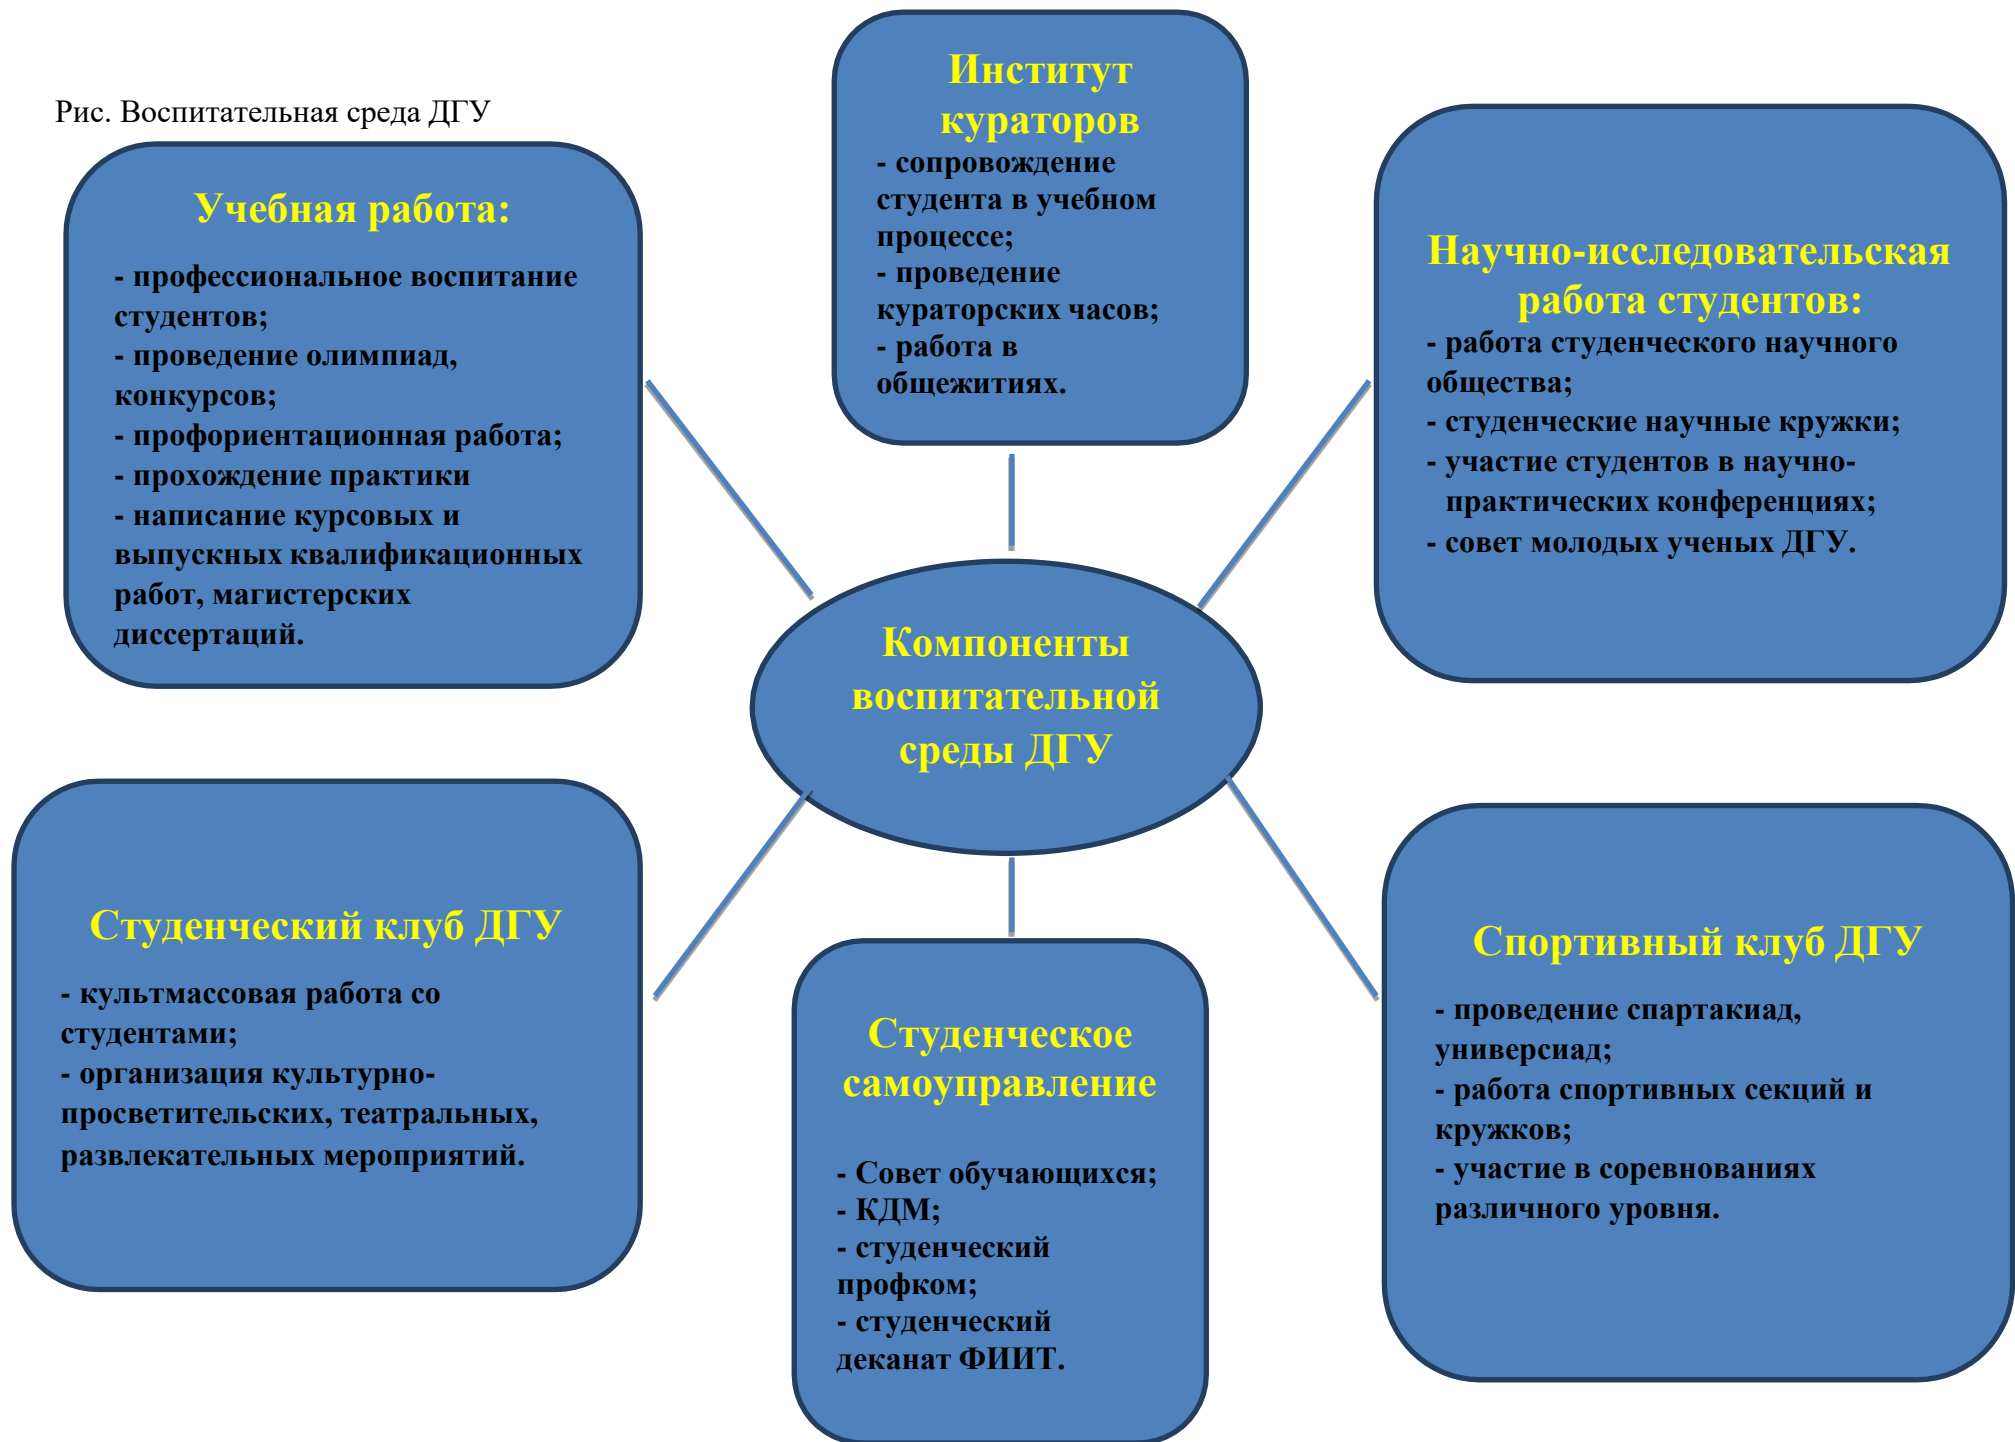 Рис. Воспитательная среда ДГУ
Учебная работа:
- профессиональное воспитание
студентов;
- проведение олимпиад,
конкурсов;
- профориентационная работа;
- прохождение практики
- написание курсовых и
выпускных квалификационных
работ, магистерских
диссертаций.
Институт
кураторов
- сопровождение
студента в учебном
процессе;
- проведение
кураторских часов;
- работа в
общежитиях.
Научно-исследовательская
работа студентов:
- работа студенческого научного
общества;
- студенческие научные кружки;
- участие студентов в научно-
практических конференциях;
- совет молодых ученых ДГУ.
Компоненты
воспитательной
среды ДГУ
Студенческий клуб ДГУ
- культмассовая работа со
студентами;
- организация культурно-
просветительских, театральных,
развлекательных мероприятий.
Студенческое
самоуправление
- Совет обучающихся;
- КДМ;
- студенческий
профком;
- студенческий
деканат ФИИТ.
Спортивный клуб ДГУ
- проведение спартакиад,
универсиад;
- работа спортивных секций и
кружков;
- участие в соревнованиях
различного уровня.